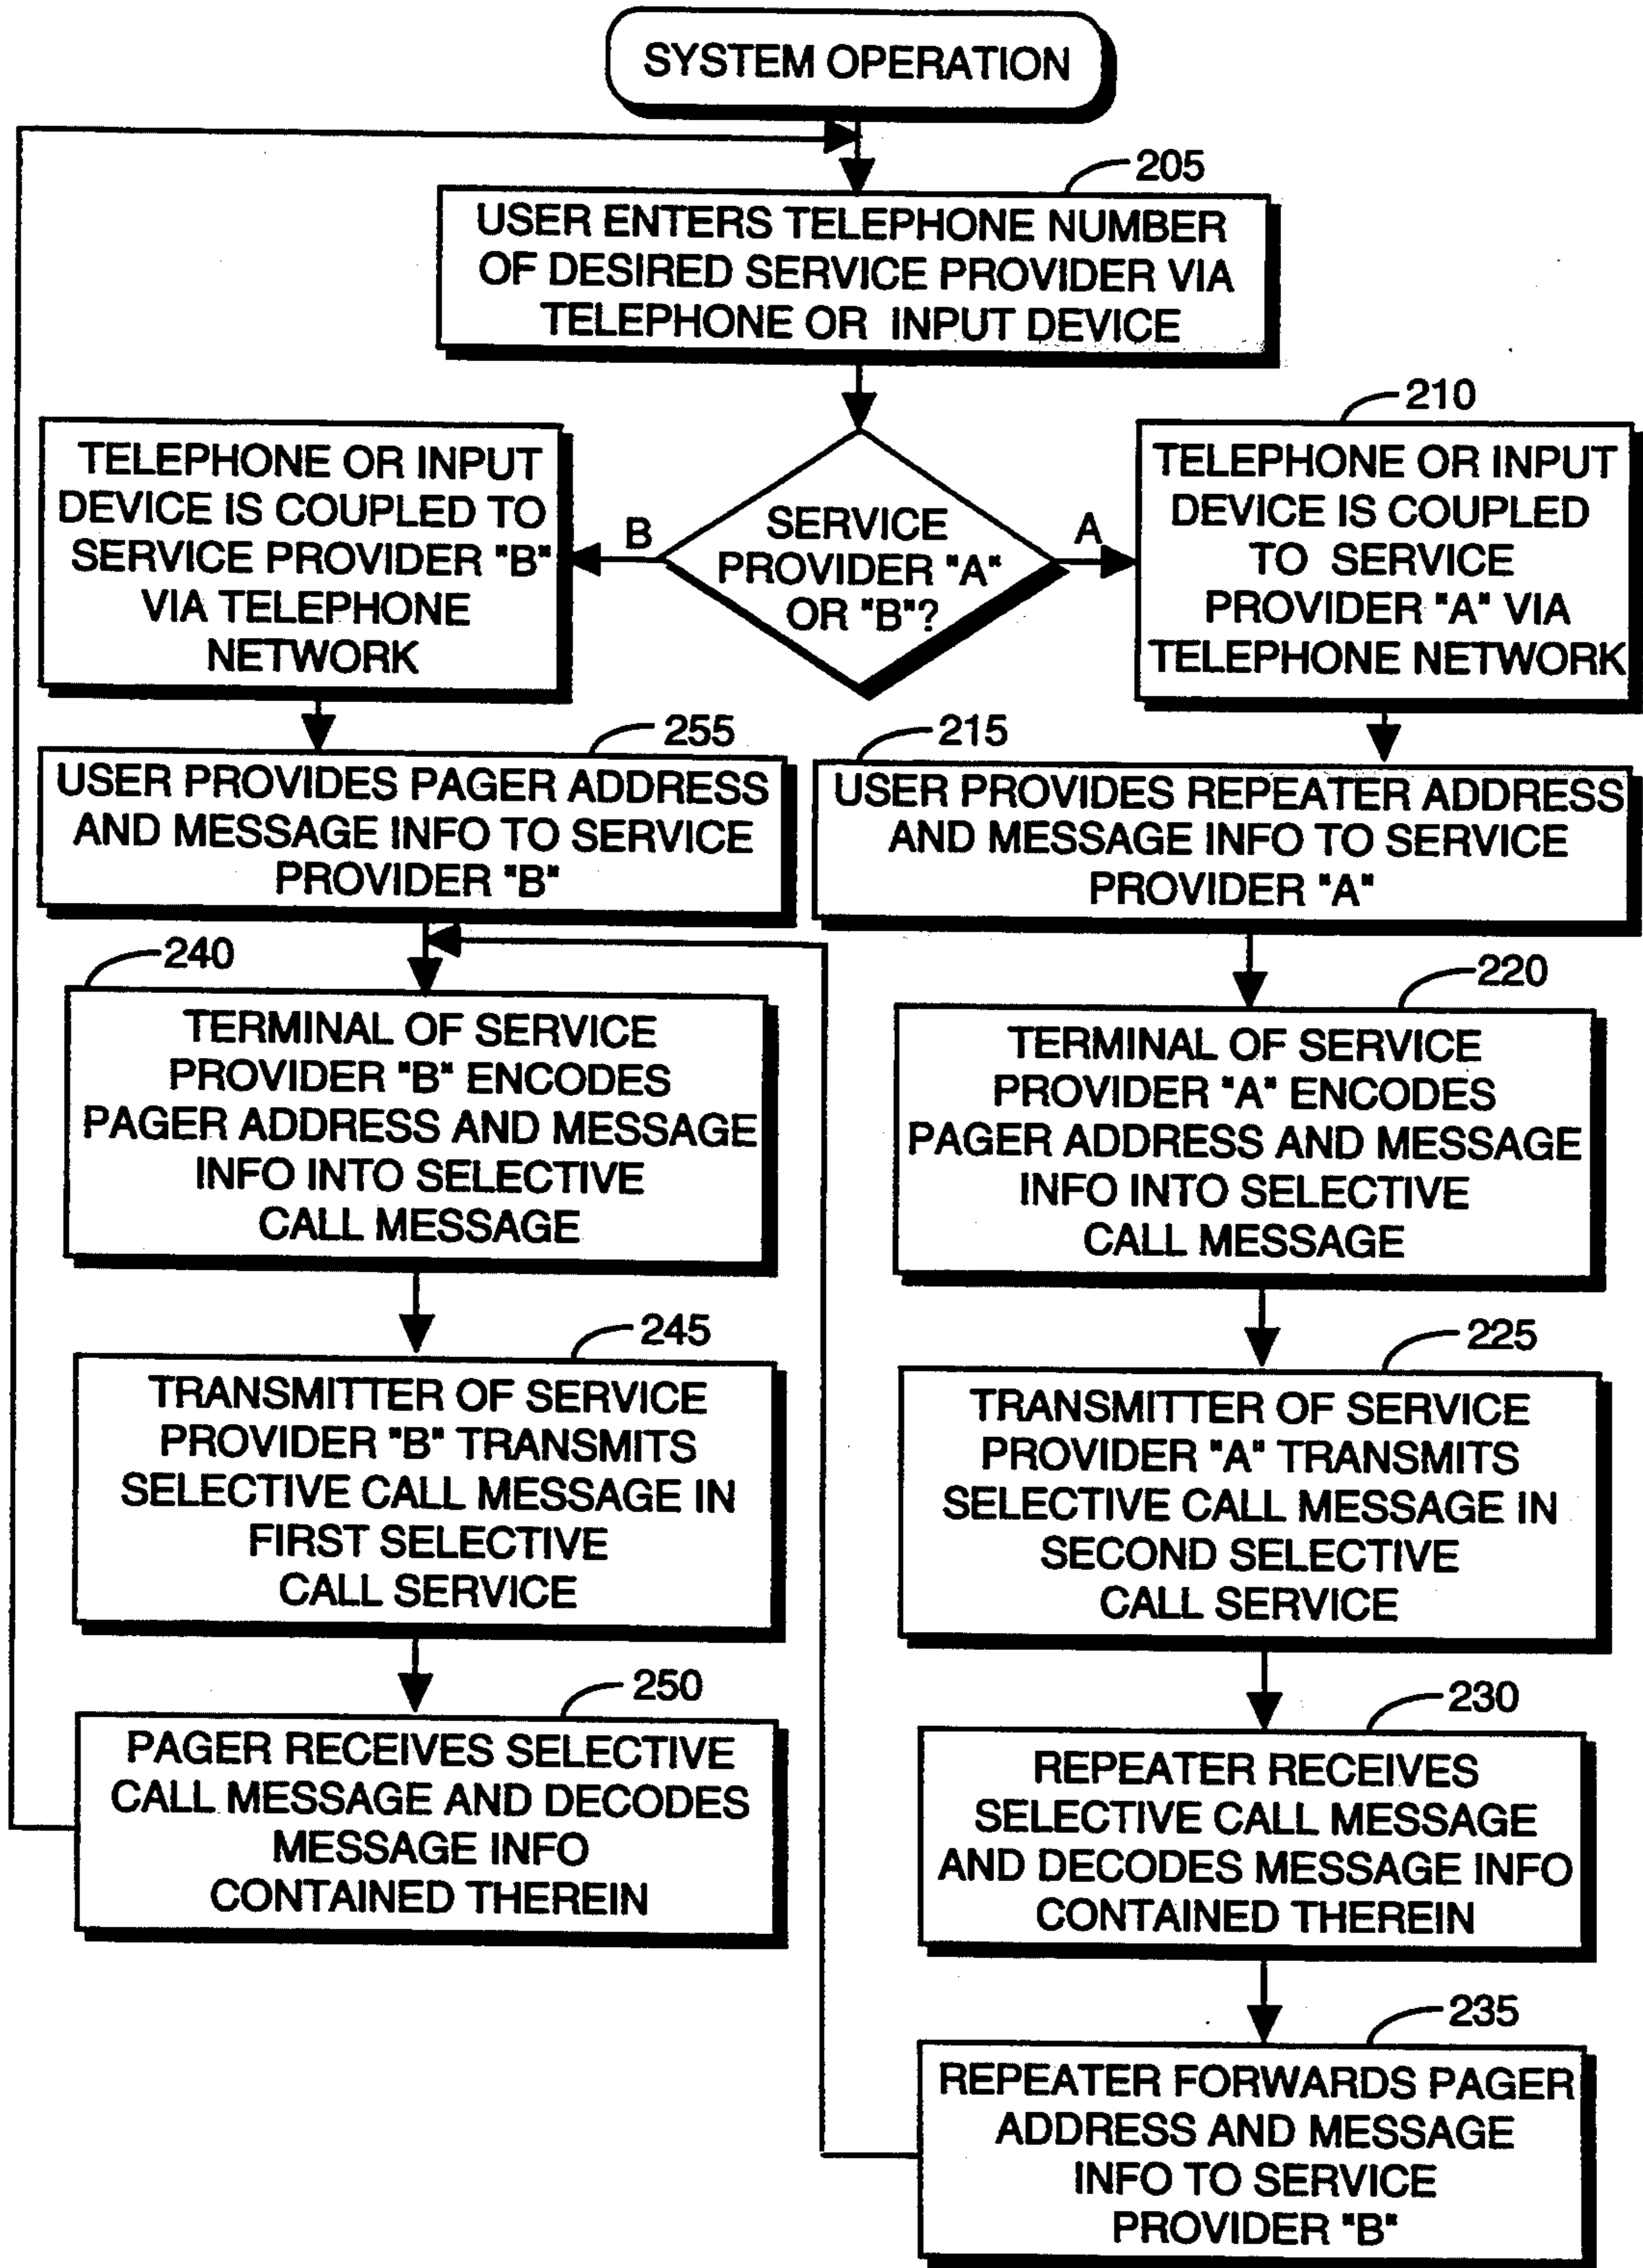 SYSTEM OPERATION
205
USER ENTERS TELEPHONE NUMBER
OF DESIRED SERVICE PROVIDER VIA
TELEPHONE OR INPUT DEVICE
SERVICE
PROVIDER "A"
OR "B"?
B
A
TELEPHONE OR INPUT
DEVICE IS COUPLED TO
SERVICE PROVIDER "B"
VIA TELEPHONE
NETWORK
210
TELEPHONE OR INPUT
DEVICE IS COUPLED
TO SERVICE
PROVIDER "A" VIA
TELEPHONE NETWORK
255
USER PROVIDES PAGER ADDRESS
AND MESSAGE INFO TO SERVICE
PROVIDER "B"
215
USER PROVIDES REPEATER ADDRESS
AND MESSAGE INFO TO SERVICE
PROVIDER "A"
240
TERMINAL OF SERVICE
PROVIDER "B" ENCODES
PAGER ADDRESS AND MESSAGE
INFO INTO SELECTIVE
CALL MESSAGE
220
TERMINAL OF SERVICE
PROVIDER "A" ENCODES
PAGER ADDRESS AND MESSAGE
INFO INTO SELECTIVE
CALL MESSAGE
245
TRANSMITTER OF SERVICE
PROVIDER "B" TRANSMITS
SELECTIVE CALL MESSAGE IN
FIRST SELECTIVE
CALL SERVICE
225
TRANSMITTER OF SERVICE
PROVIDER "A" TRANSMITS
SELECTIVE CALL MESSAGE IN
SECOND SELECTIVE
CALL SERVICE
250
PAGER RECEIVES SELECTIVE
CALL MESSAGE AND DECODES
MESSAGE INFO
CONTAINED THEREIN
230
REPEATER RECEIVES
SELECTIVE CALL MESSAGE
AND DECODES MESSAGE INFO
CONTAINED THEREIN
235
REPEATER FORWARDS PAGER
ADDRESS AND MESSAGE
INFO TO SERVICE
PROVIDER "B"